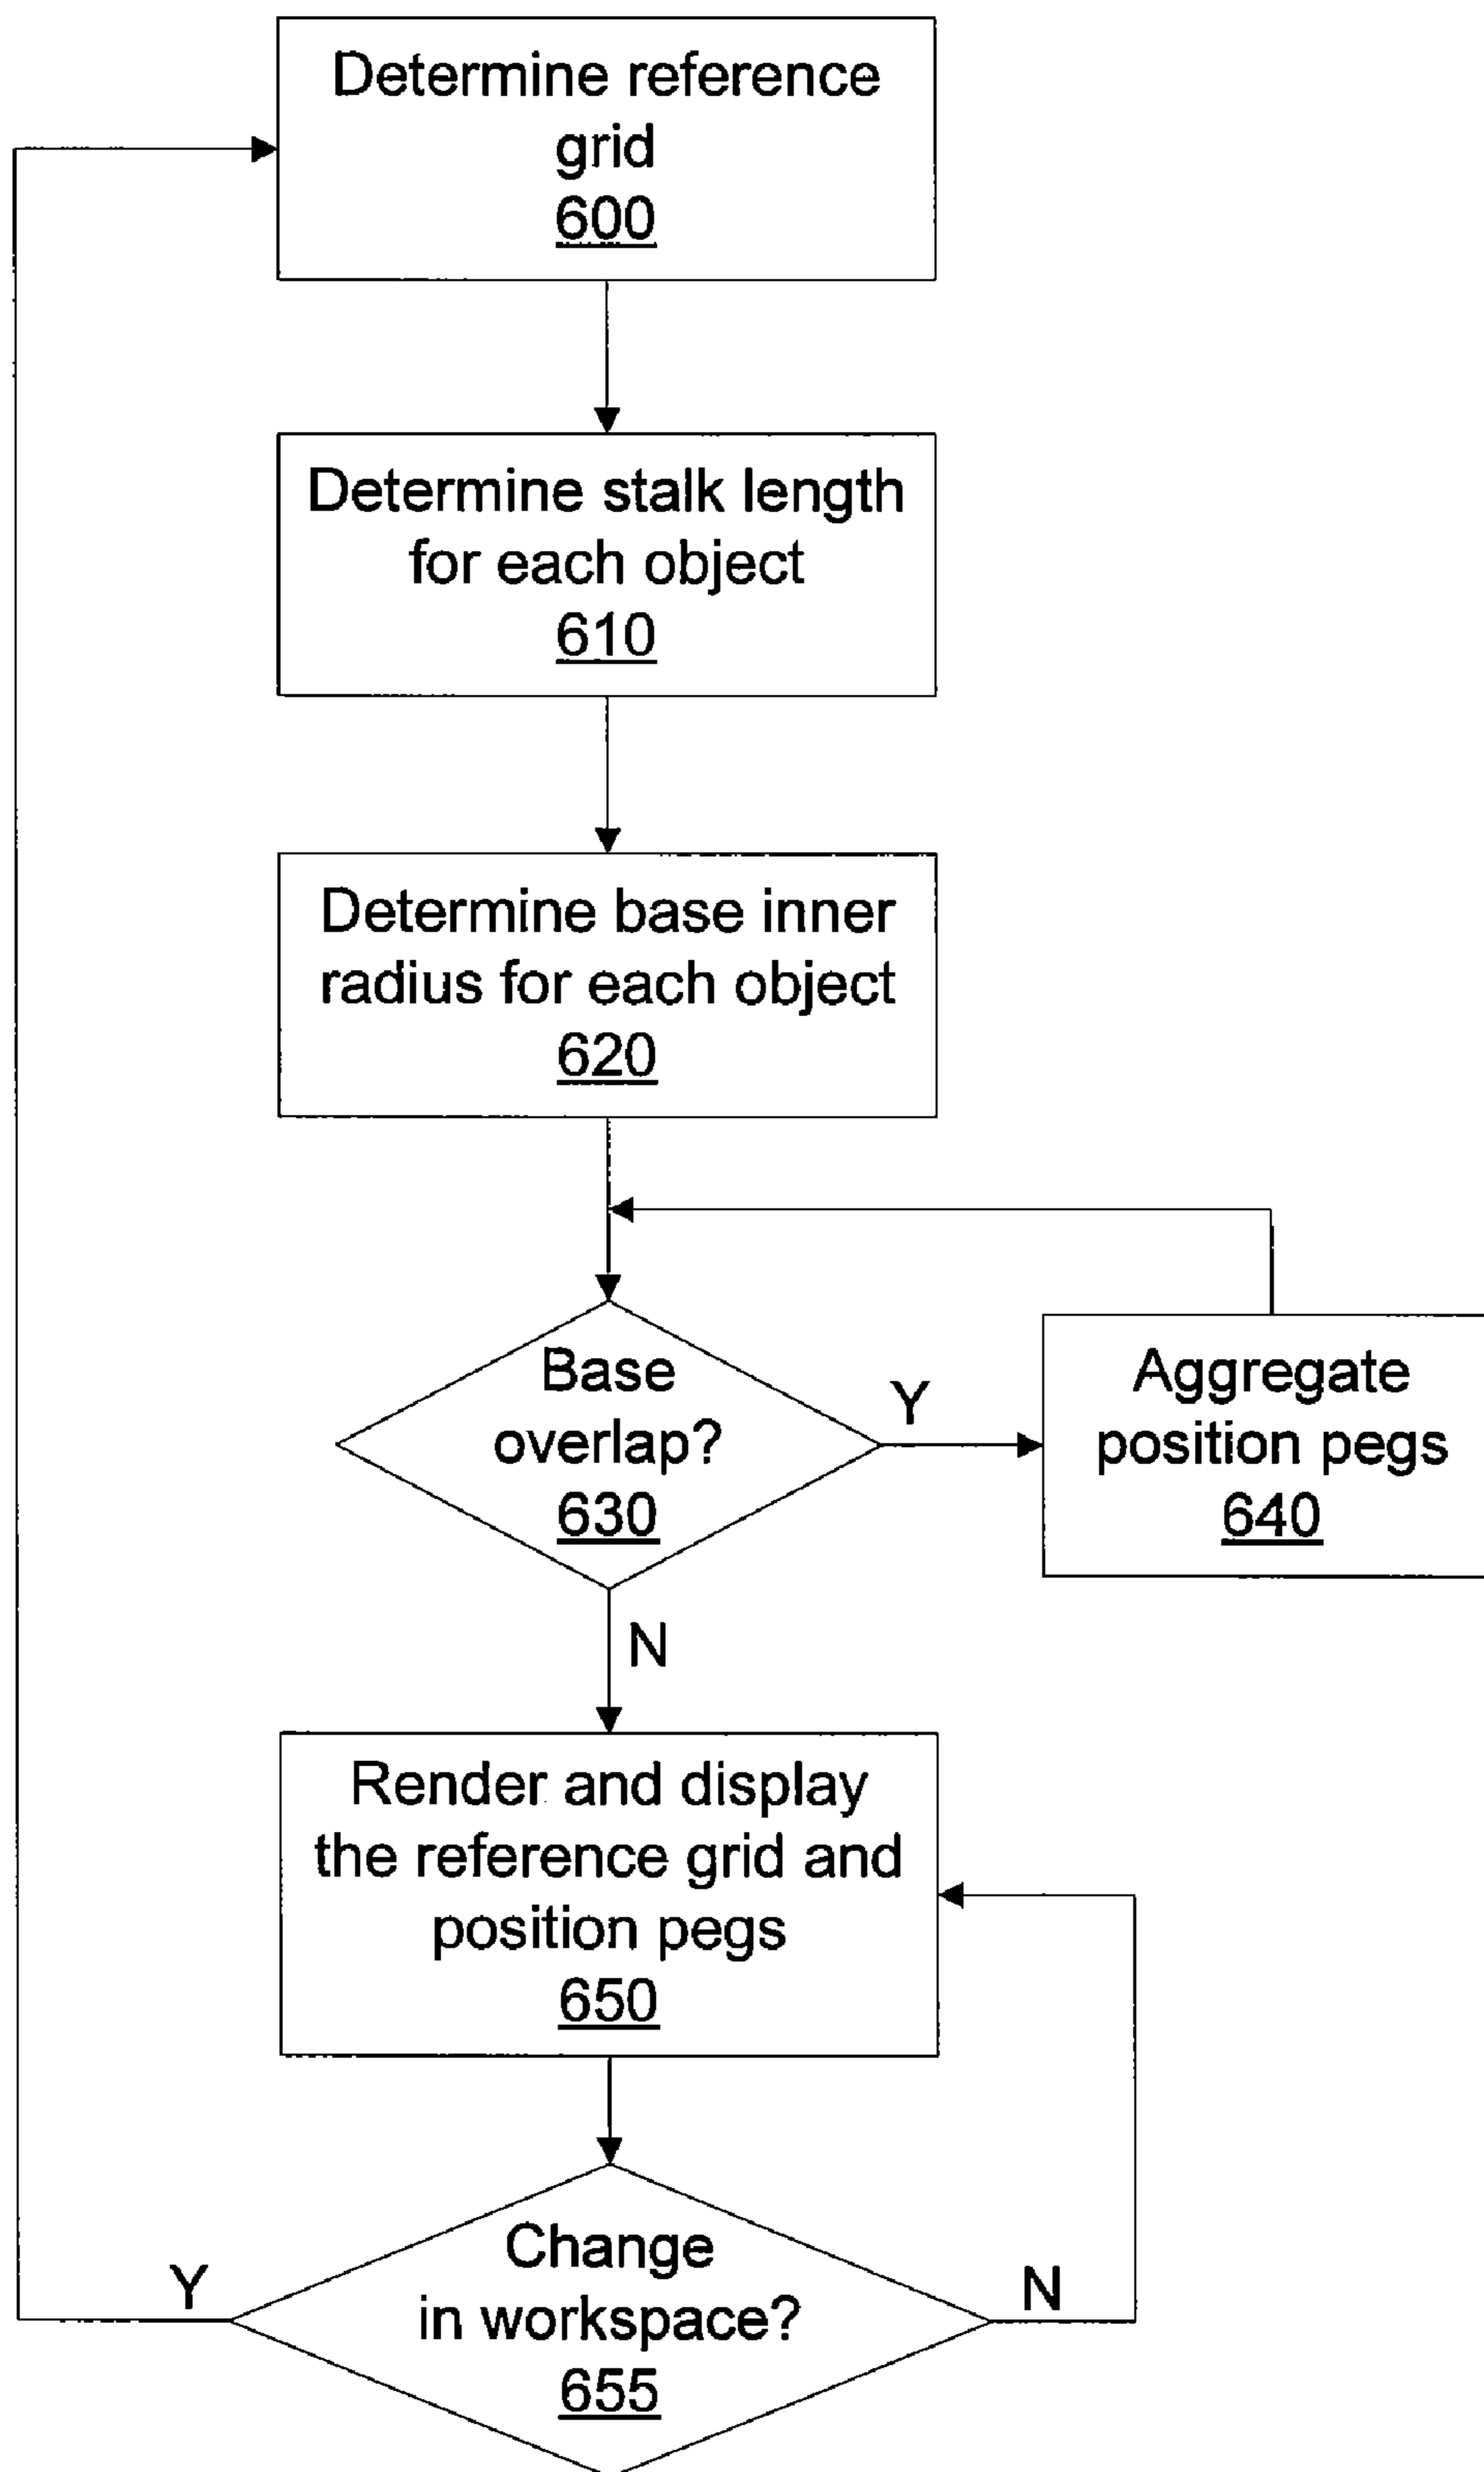 Determine reference
grid
600
Determine stalk length
for each object
610
Determine base inner
radius for each object
620
Base
overlap?
630
Y
Aggregate
position pegs
640
N
Render and display
the reference grid and
position pegs
650
Change
in workspace?
655
Y
N